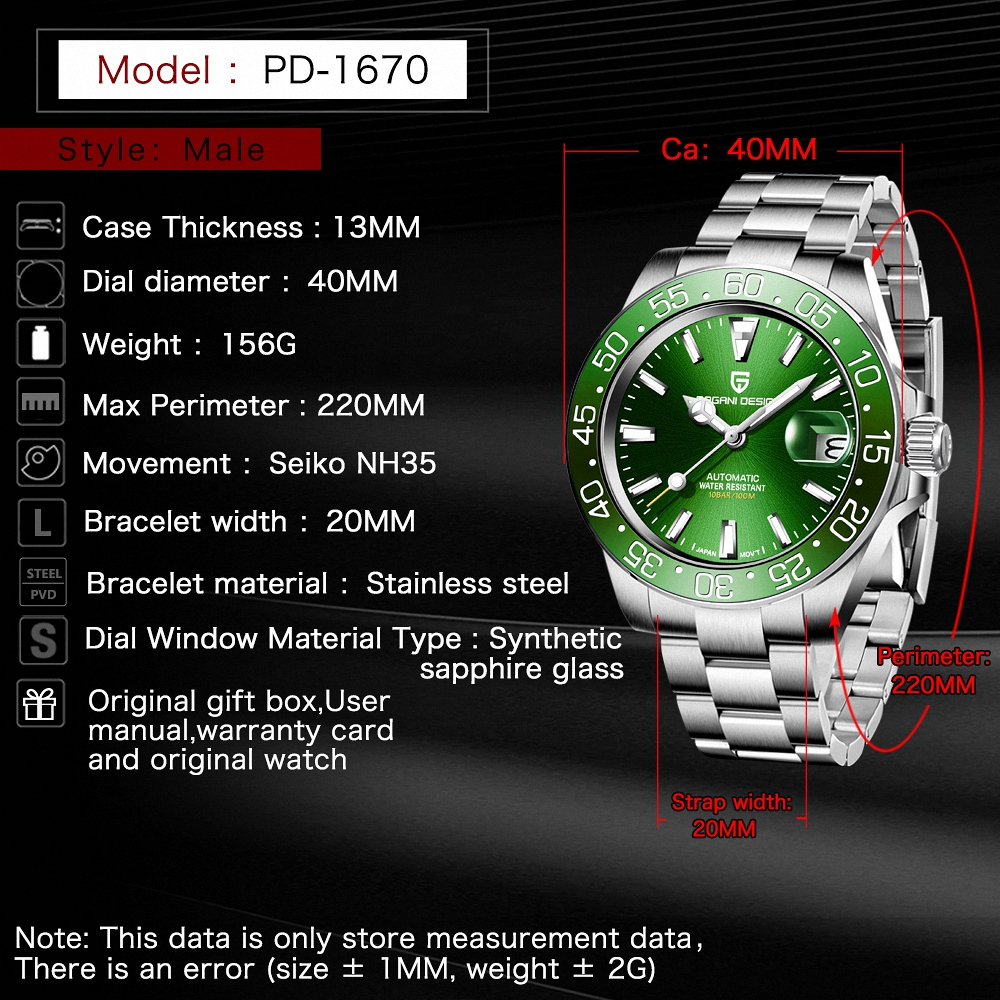 Model : PD-1670
Style: Male
Ca: 40MM
Case Thickness : 13MM
Dial diameter : 40MM
Weight : 156G
Max Perimeter : 220MM
Movement : Seiko NH35
L
Bracelet width : 20MM
STEEL
PVD
Bracelet material : Stainless steel
S
Dial Window Material Type : Synthetic
sapphire glass
Original gift box,User
manual,warranty card
and original watch
60
05
10
15
20
25
30
35
40
45
50
55
PAGANI DESIGN
AUTOMATIC
WATER RESISTANT
10BAR/100M
JAPAN MOV'T
3
Perimeter:
220MM
Strap width:
20MM
Note: This data is only store measurement data,
There is an error (size ± 1MM, weight ± 2G)